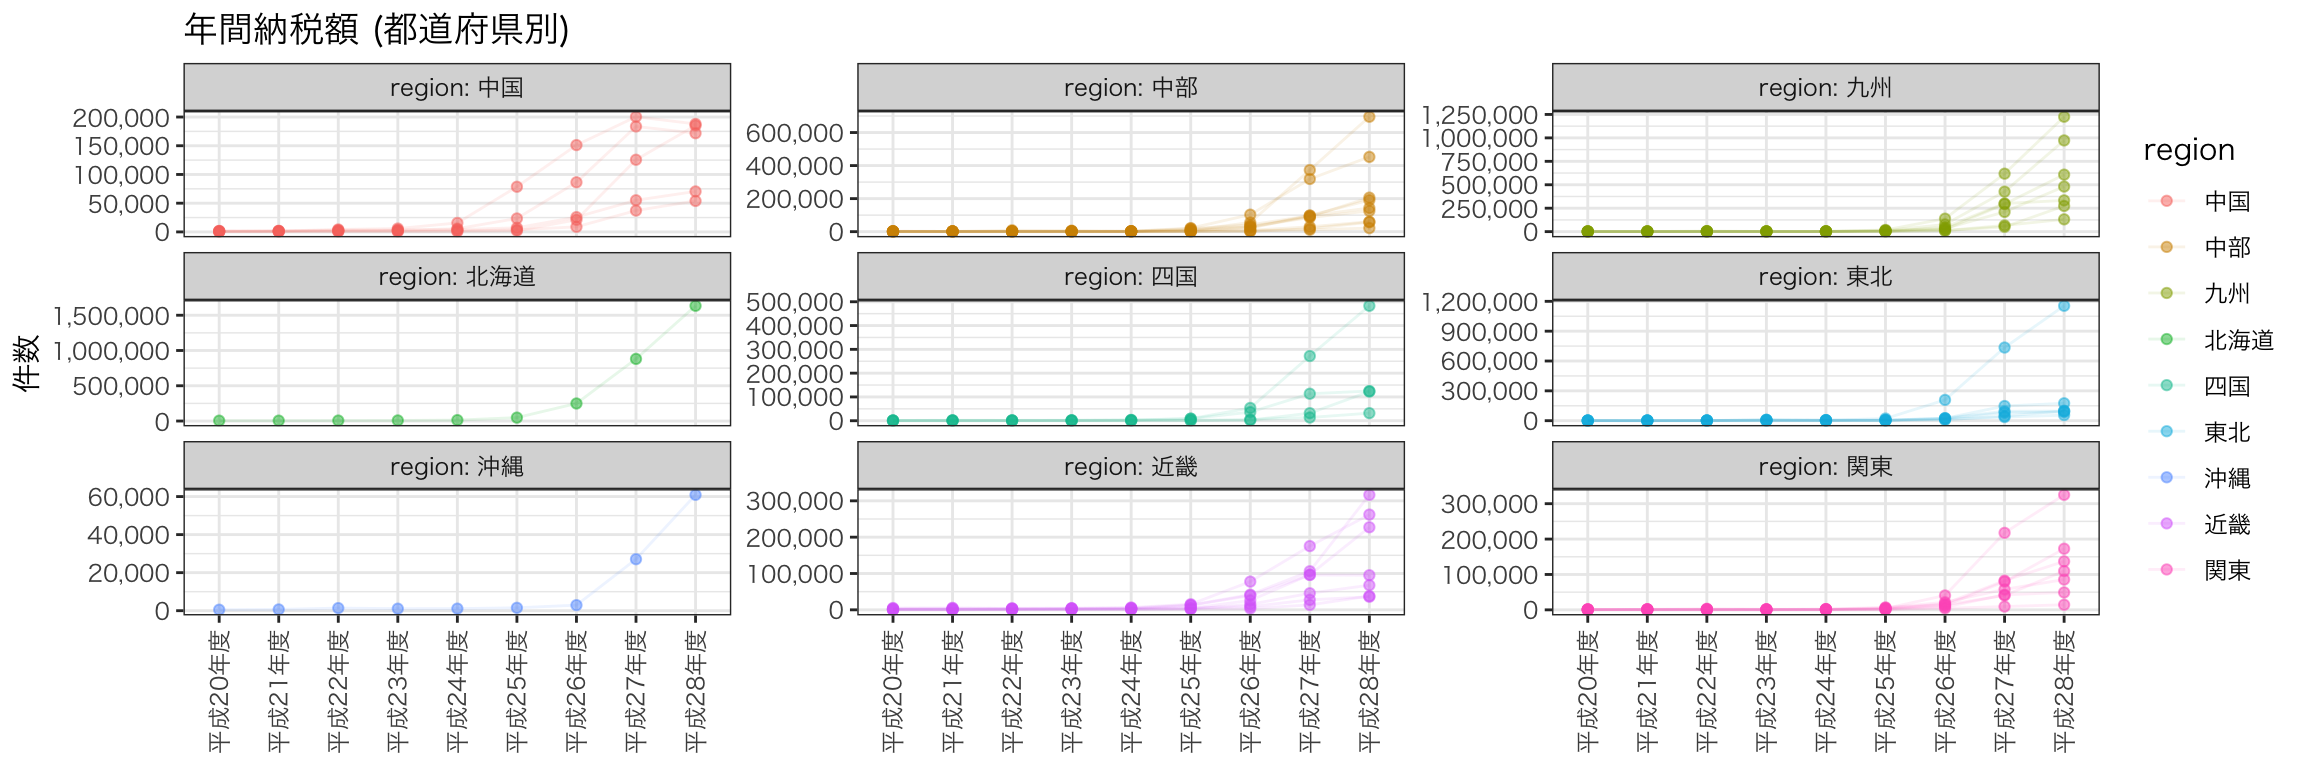 年間納税額 (都道府県別)
region: 中国
region: 中部
region: 九州
200,000
150,000
100,000
50,000
0
600,000
400,000
200,000
0
1,250,000
1,000,000
750,000
500,000
250,000
0
region: 北海道
region: 四国
region: 東北
1,500,000
1,000,000
500,000
0
500,000
400,000
300,000
200,000
100,000
0
1,200,000
900,000
600,000
300,000
0
region: 沖縄
region: 近畿
region: 関東
60,000
40,000
20,000
0
300,000
200,000
100,000
0
300,000
200,000
100,000
0
平成20年度
平成21年度
平成22年度
平成23年度
平成24年度
平成25年度
平成26年度
平成27年度
平成28年度
平成20年度
平成21年度
平成22年度
平成23年度
平成24年度
平成25年度
平成26年度
平成27年度
平成28年度
平成20年度
平成21年度
平成22年度
平成23年度
平成24年度
平成25年度
平成26年度
平成27年度
平成28年度
件数
region
中国
中部
九州
北海道
四国
東北
沖縄
近畿
関東